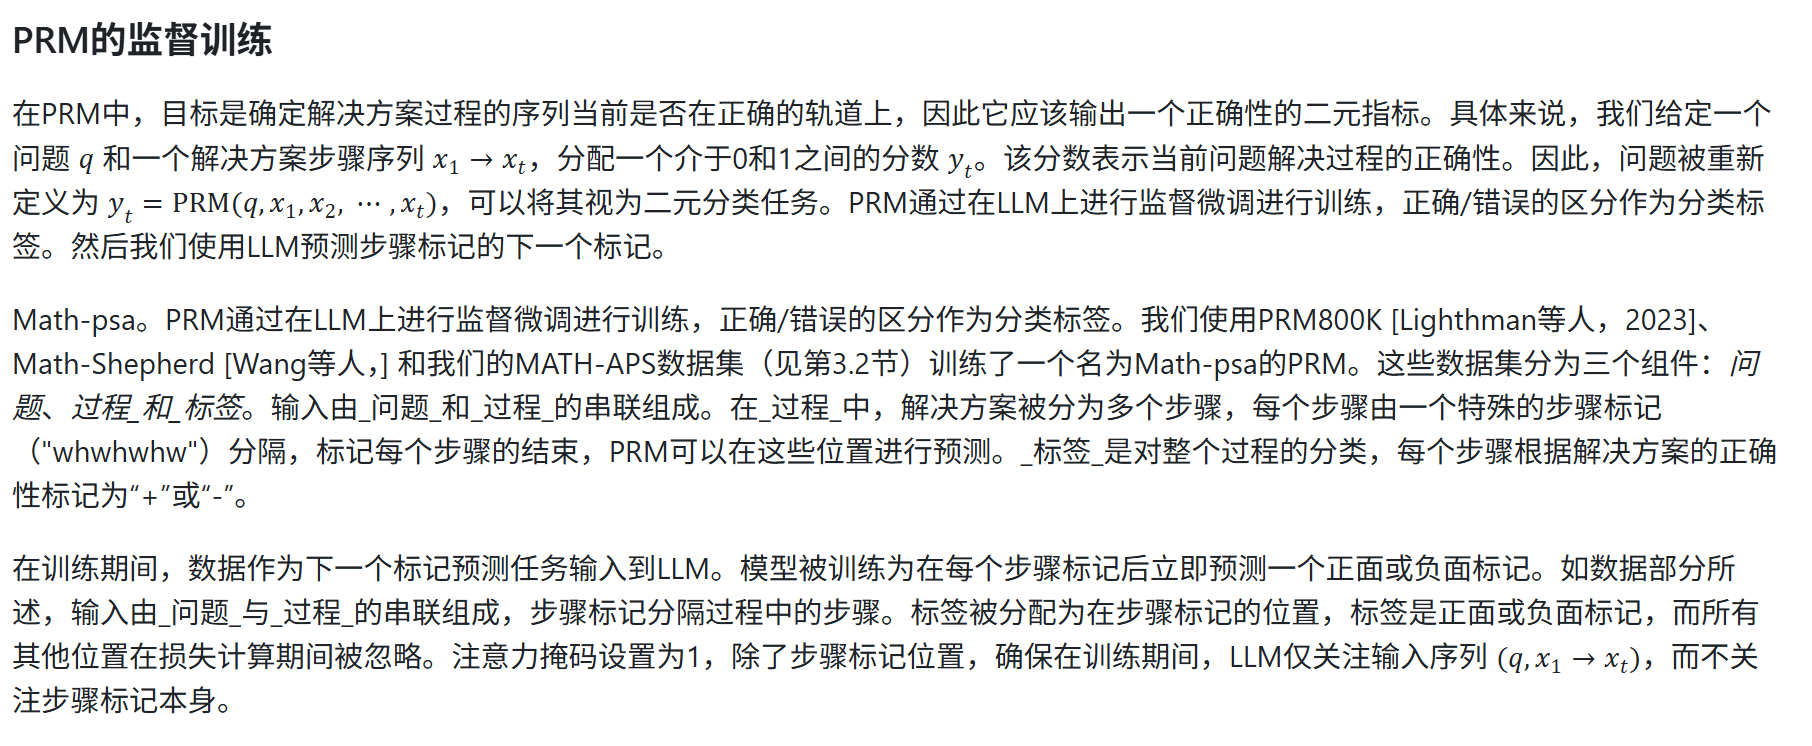 PRM的监督训练
在PRM中，目标是确定解决方案过程的序列当前是否在正确的轨道上，因此它应该输出一个正确性的二元指标。具体来说，我们给定一个
问题 q 和一个解决方案步骤序列 x₁ → xₜ，分配一个介于0和1之间的分数 yₜ。该分数表示当前问题解决过程的正确性。因此，问题被重新
定义为 yₜ = PRM(q, x₁, x₂, ⋯ , xₜ)，可以将其视为二元分类任务。PRM通过在LLM上进行监督微调进行训练，正确/错误的区分作为分类标
签。然后我们使用LLM预测步骤标记的下一个标记。
Math-psa。PRM通过在LLM上进行监督微调进行训练，正确/错误的区分作为分类标签。我们使用PRM800K [Lighthman等人，2023]、
Math-Shepherd [Wang等人，] 和我们的MATH-APS数据集（见第3.2节）训练了一个名为Math-psa的PRM。这些数据集分为三个组件：问
题、过程_和_标签。输入由_问题_和_过程_的串联组成。在_过程_中，解决方案被分为多个步骤，每个步骤由一个特殊的步骤标记
（"whwhwhw"）分隔，标记每个步骤的结束，PRM可以在这些位置进行预测。_标签_是对整个过程的分类，每个步骤根据解决方案的正确
性标记为“+”或“-”。
在训练期间，数据作为下一个标记预测任务输入到LLM。模型被训练为在每个步骤标记后立即预测一个正面或负面标记。如数据部分所
述，输入由_问题_与_过程_的串联组成，步骤标记分隔过程中的步骤。标签被分配为在步骤标记的位置，标签是正面或负面标记，而所有
其他位置在损失计算期间被忽略。注意力掩码设置为1，除了步骤标记位置，确保在训练期间，LLM仅关注输入序列 (q, x₁ → xₜ)，而不关
注步骤标记本身。